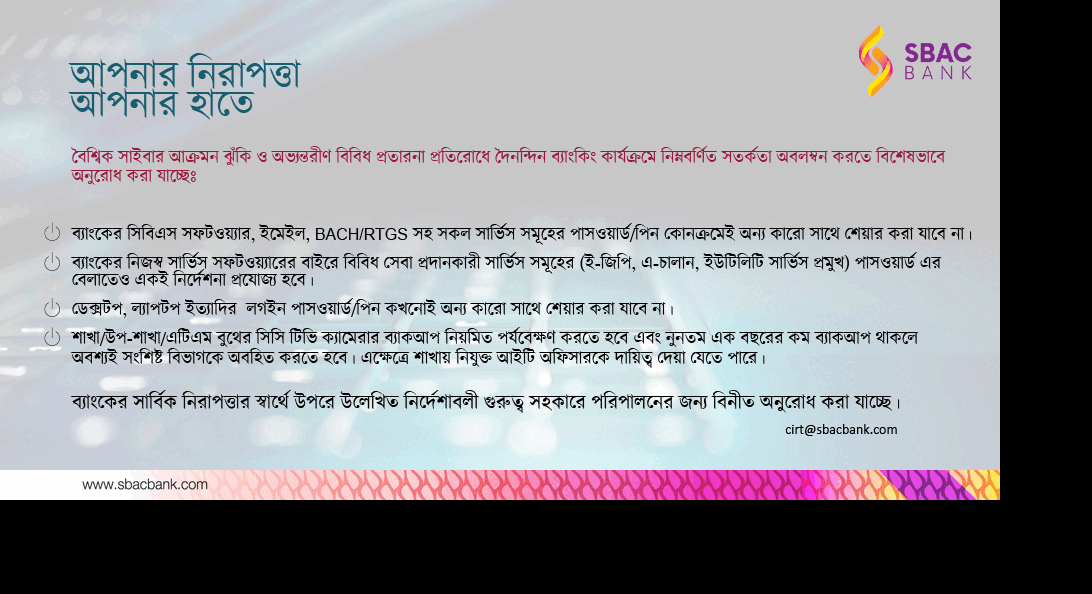 আপনার নিরাপত্তা
আপনার হাতে
SBAC
BANK
বৈশ্বিক সাইবার আক্রমন ঝুঁকি ও অভ্যন্তরীণ বিবিধ প্রতারনা প্রতিরোধে দৈনন্দিন ব্যাংকিং কার্যক্রমে নিম্নবর্ণিত সতর্কতা অবলম্বন করতে বিশেষভাবে
অনুরোধ করা যাচ্ছেঃ
ব্যাংকের সিবিএস সফটওয়্যার, ইমেইল, BACH/RTGS সহ সকল সার্ভিস সমূহের পাসওয়ার্ড/পিন কোনক্রমেই অন্য কারো সাথে শেয়ার করা যাবে না।
ব্যাংকের নিজস্ব সার্ভিস সফটওয়্যারের বাইরে বিবিধ সেবা প্রদানকারী সার্ভিস সমূহের (ই-জিপি, এ-চালান, ইউটিলিটি সার্ভিস প্রমুখ) পাসওয়ার্ড এর
বেলাতেও একই নির্দেশনা প্রযোজ্য হবে।
ডেক্সটপ, ল্যাপটপ ইত্যাদির লগইন পাসওয়ার্ড/পিন কখনোই অন্য কারো সাথে শেয়ার করা যাবে না।
শাখা/উপ-শাখা/এটিএম বুথের সিসি টিভি ক্যামেরার ব্যাকআপ নিয়মিত পর্যবেক্ষণ করতে হবে এবং নুনতম এক বছরের কম ব্যাকআপ থাকলে
অবশ্যই সংশিষ্ট বিভাগকে অবহিত করতে হবে। এক্ষেত্রে শাখায় নিযুক্ত আইটি অফিসারকে দায়িত্ব দেয়া যেতে পারে।
ব্যাংকের সার্বিক নিরাপত্তার স্বার্থে উপরে উলেখিত নির্দেশাবলী গুরুত্ব সহকারে পরিপালনের জন্য বিনীত অনুরোধ করা যাচ্ছে।
cirt@sbacbank.com
www.sbacbank.com